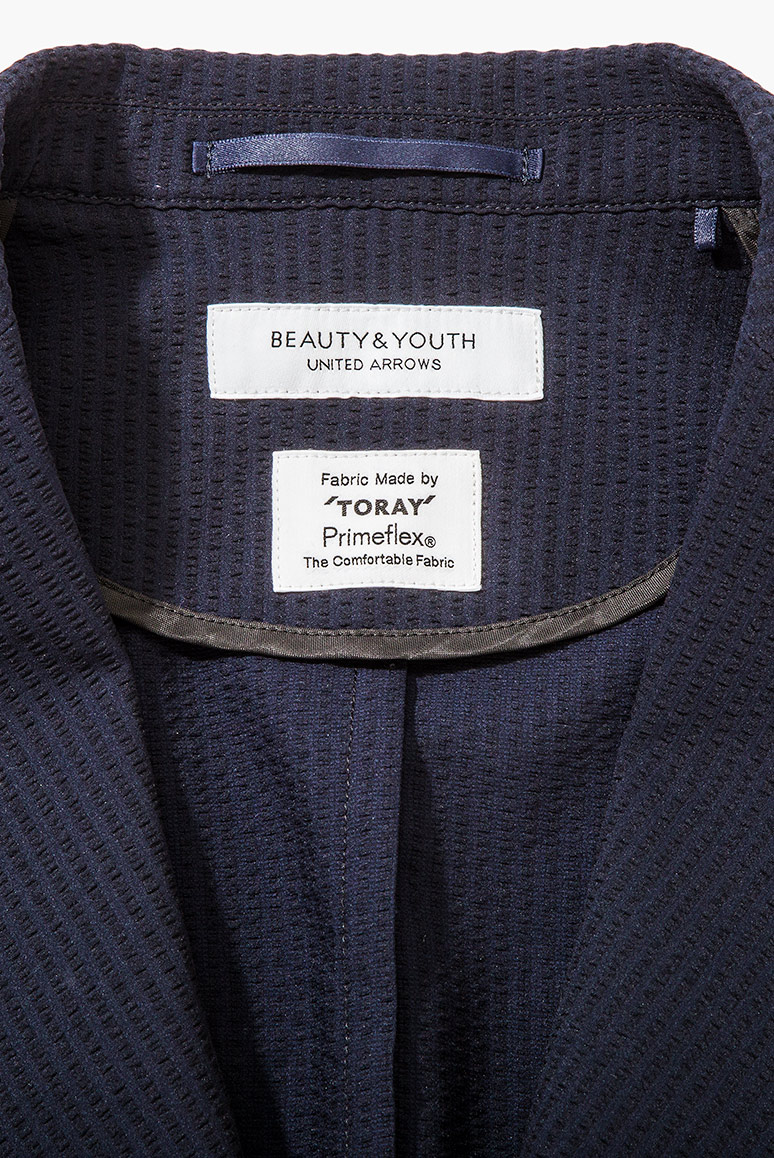 BEAUTY&YOUTH
UNITED ARROWS
Fabric Made by
'TORAY'
Primeflex®
The Comfortable Fabric